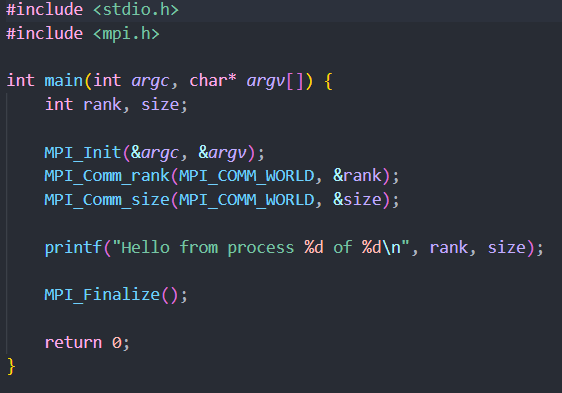 #include <stdio.h>
#include <mpi.h>

int main(int argc, char* argv[]) {
    int rank, size;

    MPI_Init(&argc, &argv);
    MPI_Comm_rank(MPI_COMM_WORLD, &rank);
    MPI_Comm_size(MPI_COMM_WORLD, &size);

    printf("Hello from process %d of %d\n", rank, size);

    MPI_Finalize();

    return 0;
}